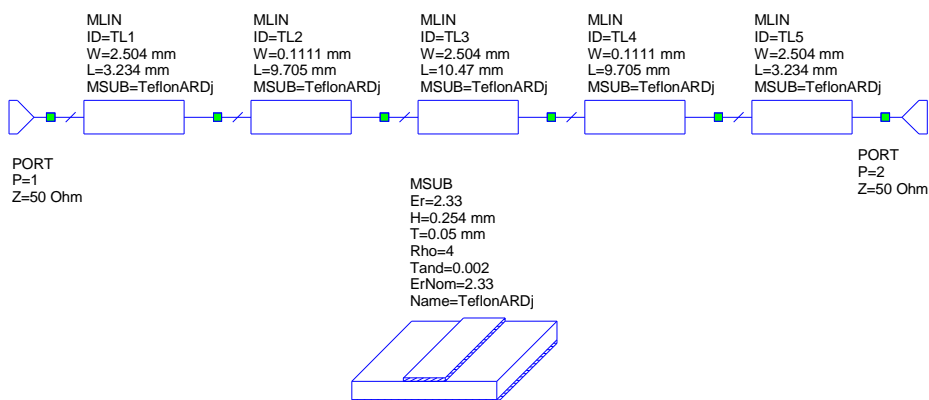 MLIN
ID=TL1
W=2.504 mm
L=3.234 mm
MSUB=TeflonARDj
MLIN
ID=TL2
W=0.1111 mm
L=9.705 mm
MSUB=TeflonARDj
MLIN
ID=TL3
W=2.504 mm
L=10.47 mm
MSUB=TeflonARDj
MLIN
ID=TL4
W=0.1111 mm
L=9.705 mm
MSUB=TeflonARDj
MLIN
ID=TL5
W=2.504 mm
L=3.234 mm
MSUB=TeflonARDj
PORT
P=1
Z=50 Ohm
PORT
P=2
Z=50 Ohm
MSUB
Er=2.33
H=0.254 mm
T=0.05 mm
Rho=4
Tand=0.002
ErNom=2.33
Name=TeflonARDj